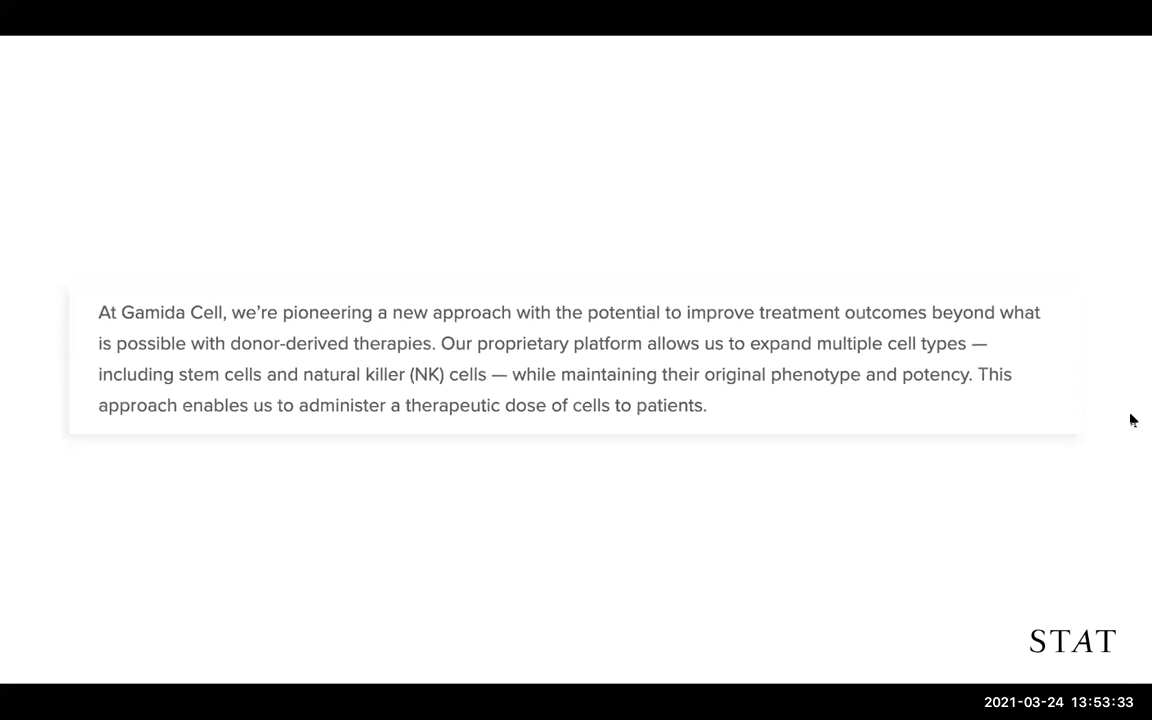 At Gamida Cell, we’re pioneering a new approach with the potential to improve treatment outcomes beyond what
is possible with donor-derived therapies. Our proprietary platform allows us to expand multiple cell types —
including stem cells and natural killer (NK) cells — while maintaining their original phenotype and potency. This
approach enables us to administer a therapeutic dose of cells to patients.
STAT
2021-03-24 13:53:33